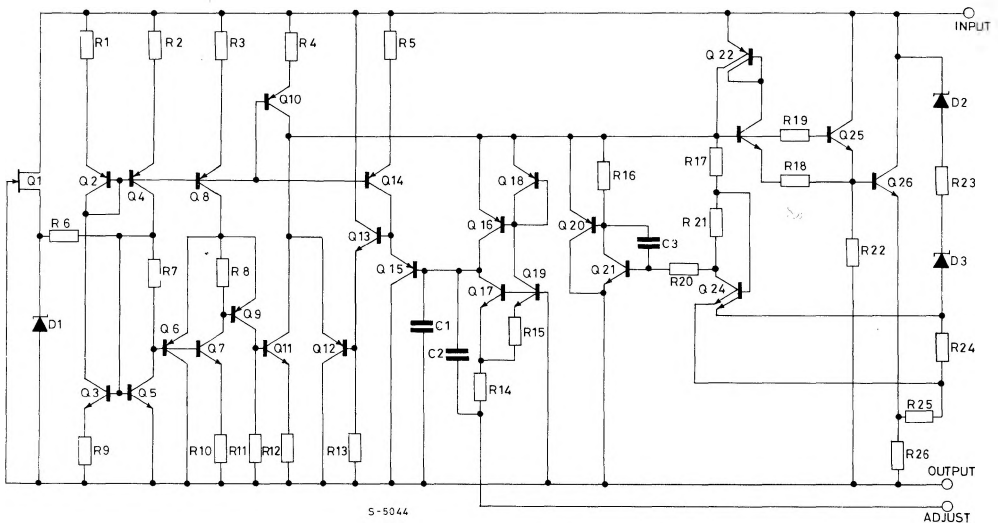 R1 R2 R3 R4 R5
INPUT
Q 22
Q10
R19
Q25
D2
R18
Q1 Q2 Q4 Q8 Q14 Q18 R16 R17 Q26 R23
R6
Q13 Q16 Q20 C3 R21
R7 R8 Q15 Q17 Q19 Q21 R20 Q 24 R22 D3
D1 Q6 Q7 Q9 Q11 Q12 C1 C2 R15
R24
Q3 Q5 R14
R25
R9 R10 R11 R12 R13 R26
OUTPUT
S-5044
ADJUST